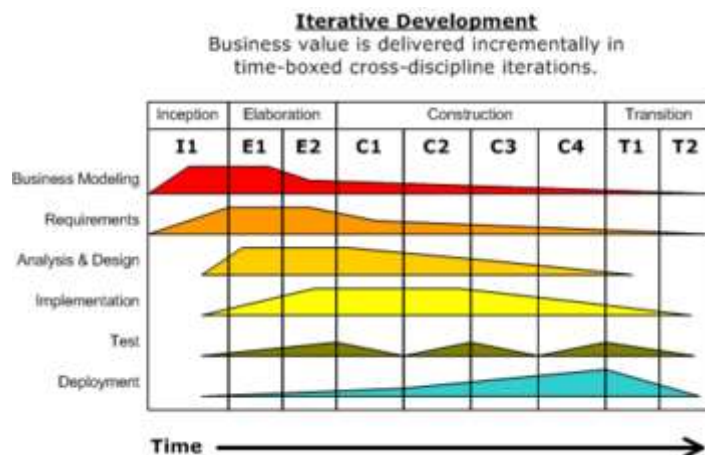 Iterative Development
Business value is delivered incrementally in
time-boxed cross-discipline iterations.
Inception Elaboration Construction Transition
I1 E1 E2 C1 C2 C3 C4 T1 T2
Business Modeling
Requirements
Analysis & Design
Implementation
Test
Deployment
Time